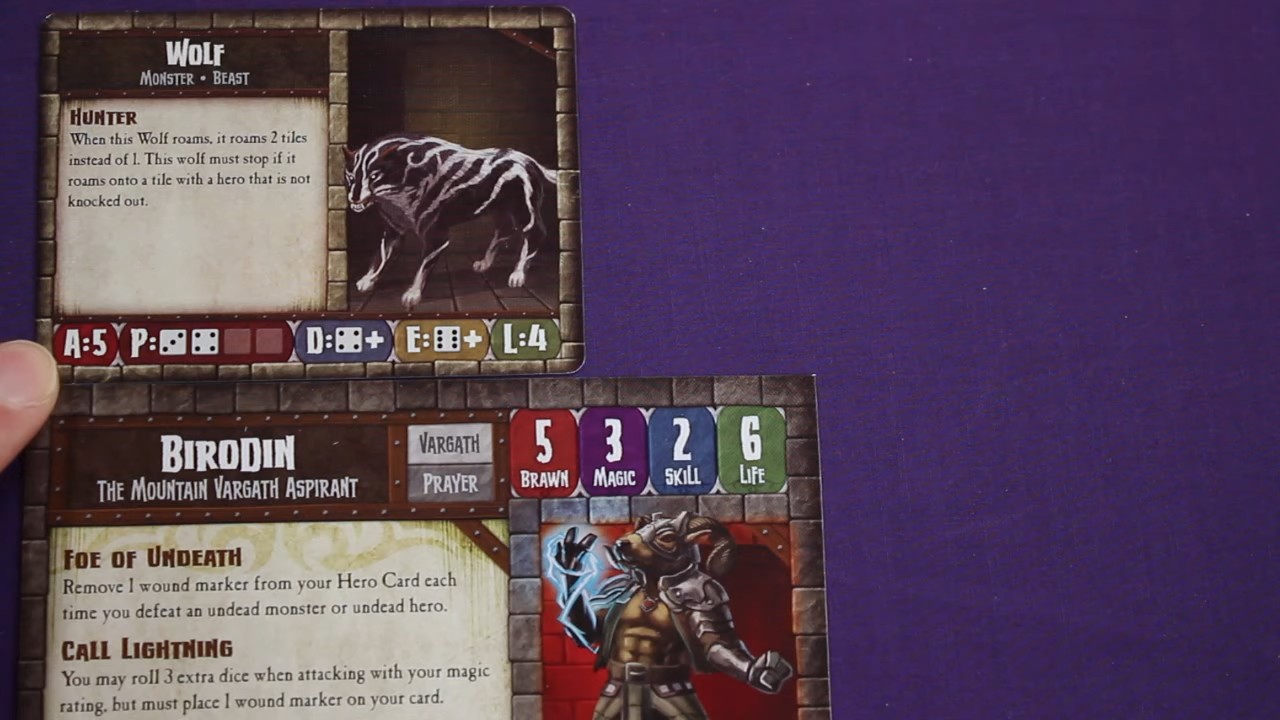 WOLF
MONSTER • BEAST
HUNTER
When this Wolf roams, it roams 2 tiles
instead of 1. This wolf must stop if it
roams onto a tile with a hero that is not
knocked out.
A:5 P: D: + E: + L:4
BIRODIN
THE MOUNTAIN VARGATH ASPIRANT
VARGATH
PRAYER
5 3 2 6
BRAWN MAGIC SKILL LIFE
FOE OF UNDEATH
Remove 1 wound marker from your Hero Card each
time you defeat an undead monster or undead hero.
CALL LIGHTNING
You may roll 3 extra dice when attacking with your magic
rating, but must place 1 wound marker on your card.